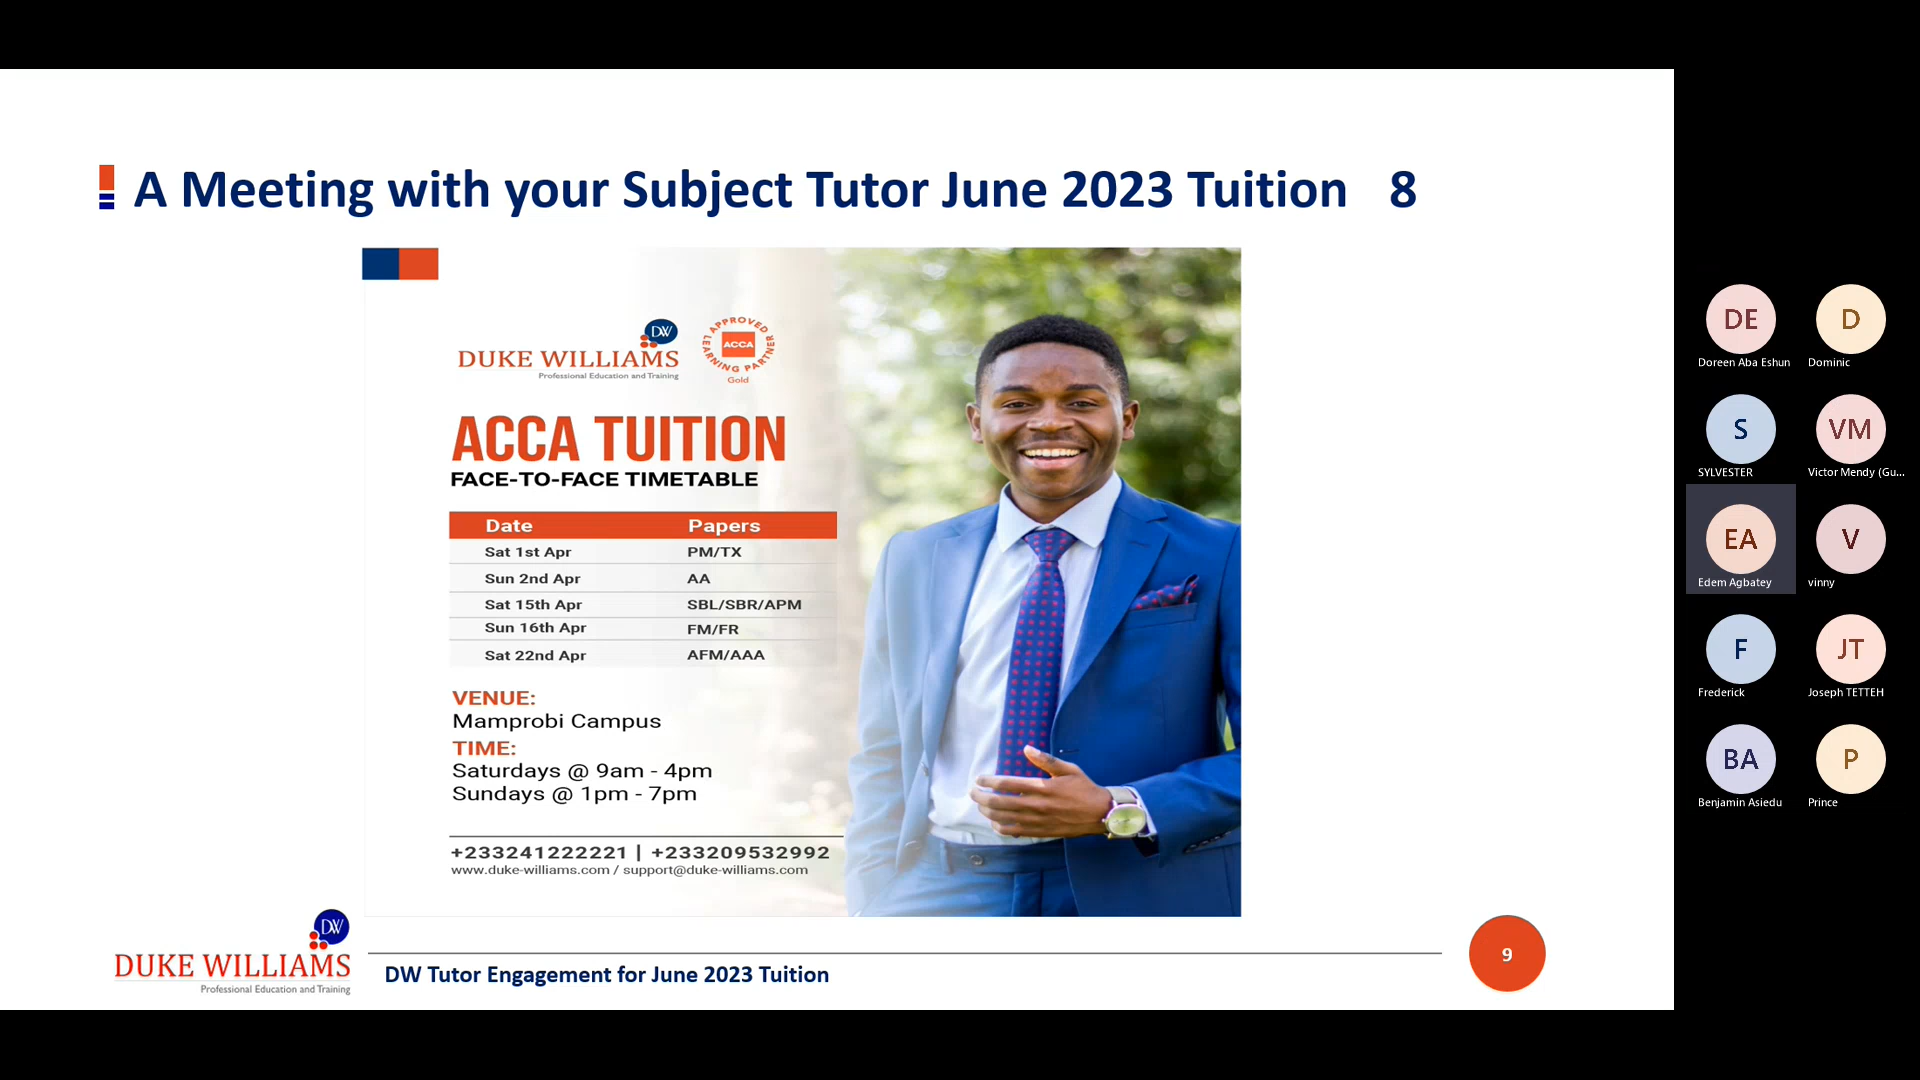 A Meeting with your Subject Tutor June 2023 Tuition 8
DW
DUKE WILLIAMS
Professional Education and Training
APPROVED
ACCA
LEARNING PARTNER
Gold
ACCA TUITION
FACE-TO-FACE TIMETABLE
Date Papers
Sat 1st Apr PM/TX
Sun 2nd Apr AA
Sat 15th Apr SBL/SBR/APM
Sun 16th Apr FM/FR
Sat 22nd Apr AFM/AAA
VENUE:
Mamprobi Campus
TIME:
Saturdays @ 9am - 4pm
Sundays @ 1pm - 7pm
+233241222221 | +233209532992
www.duke-williams.com / support@duke-williams.com
DW
DUKE WILLIAMS
Professional Education and Training
DW Tutor Engagement for June 2023 Tuition
9
DE D
Doreen Aba Eshun Dominic
S VM
SYLVESTER Victor Mendy (Gu...
EA V
Edem Agbatey vinny
F JT
Frederick Joseph TETTEH
BA P
Benjamin Asiedu Prince